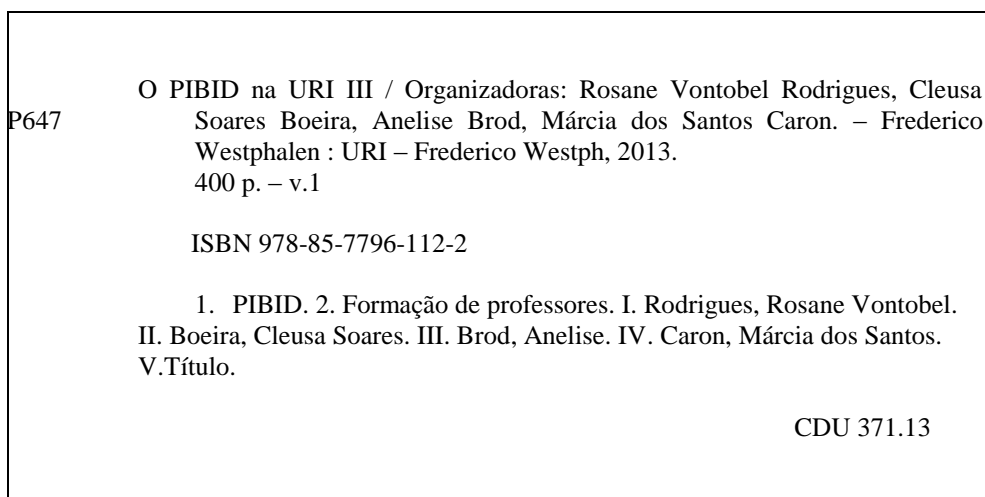 O PIBID na URI III / Organizadoras: Rosane Vontobel Rodrigues, Cleusa
P647 Soares Boeira, Anelise Brod, Márcia dos Santos Caron. – Frederico
Westphalen : URI – Frederico Westph, 2013.
400 p. – v.1
ISBN 978-85-7796-112-2
1. PIBID. 2. Formação de professores. I. Rodrigues, Rosane Vontobel.
II. Boeira, Cleusa Soares. III. Brod, Anelise. IV. Caron, Márcia dos Santos.
V.Título.
CDU 371.13